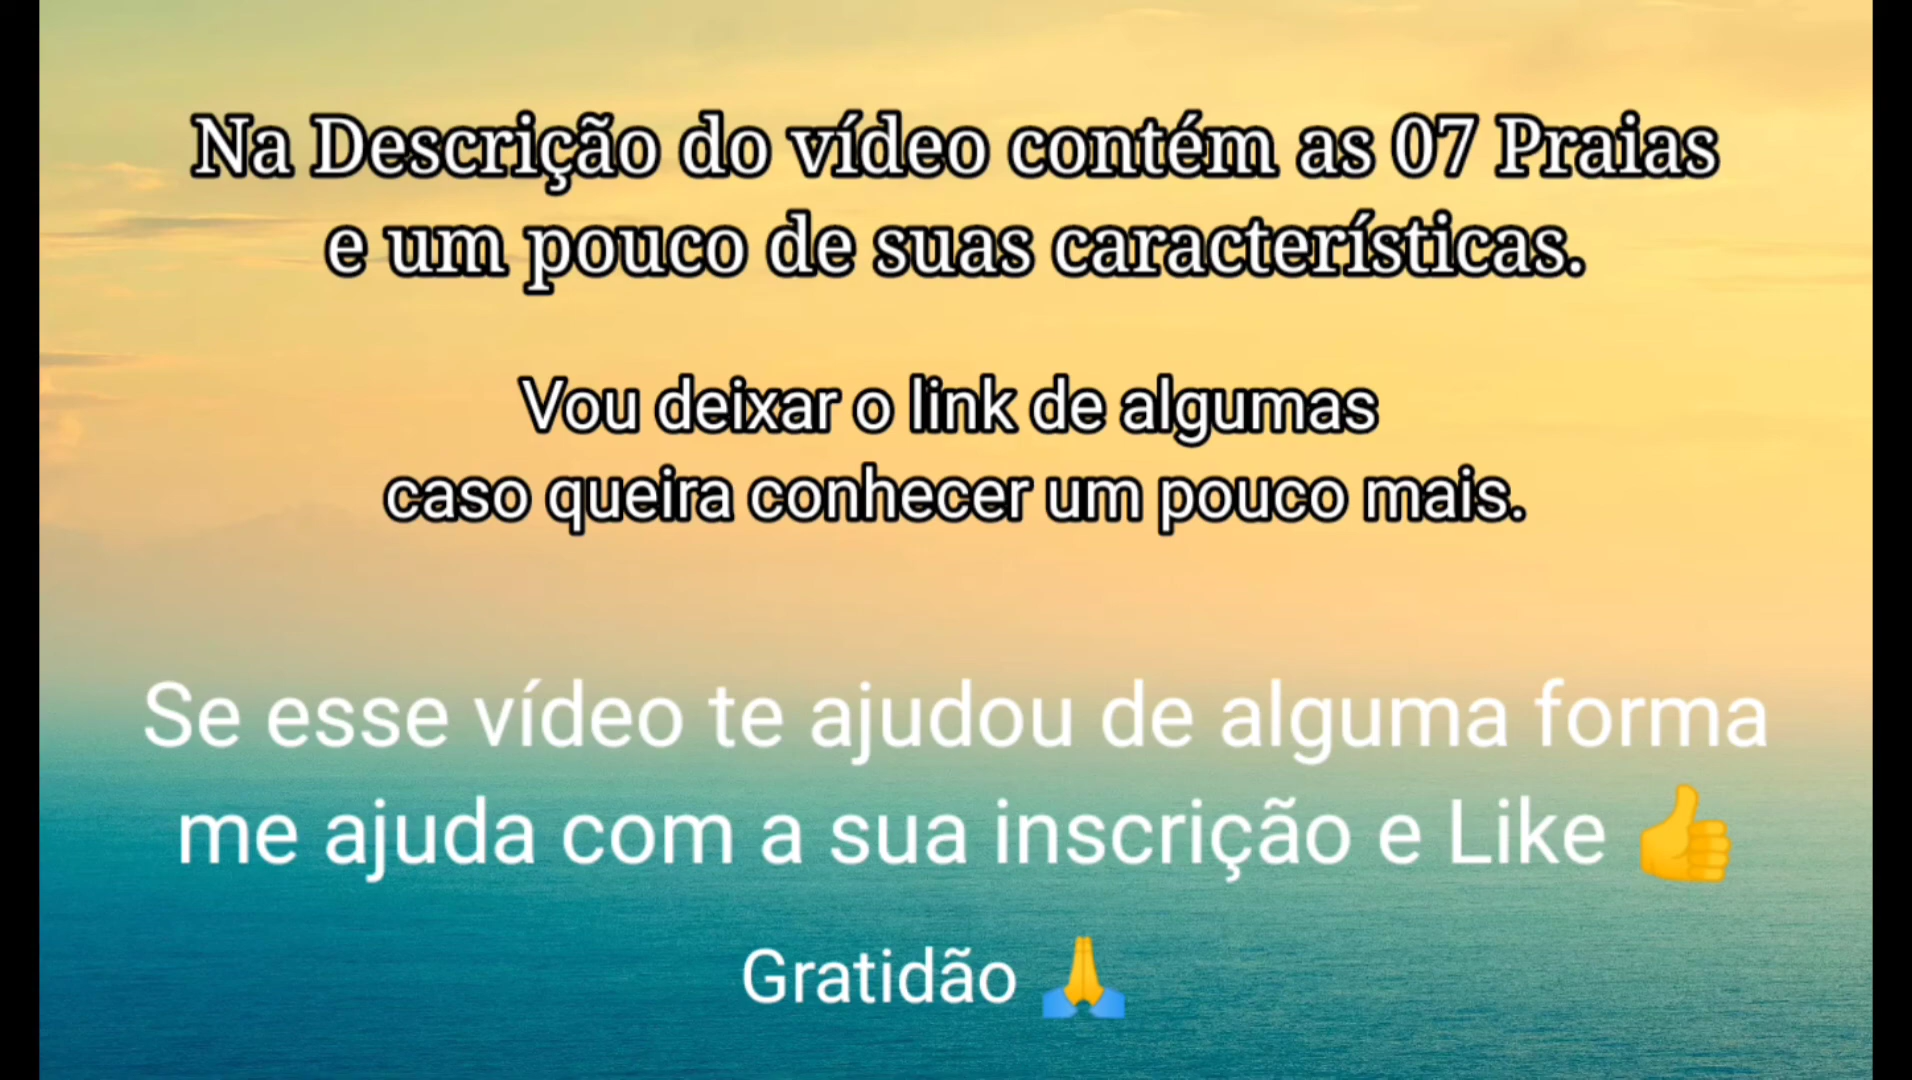 Na Descrição do vídeo contém as 07 Praias
e um pouco de suas características.
Vou deixar o link de algumas
caso queira conhecer um pouco mais.
Se esse vídeo te ajudou de alguma forma
me ajuda com a sua inscrição e Like 👍
Gratidão 🙏